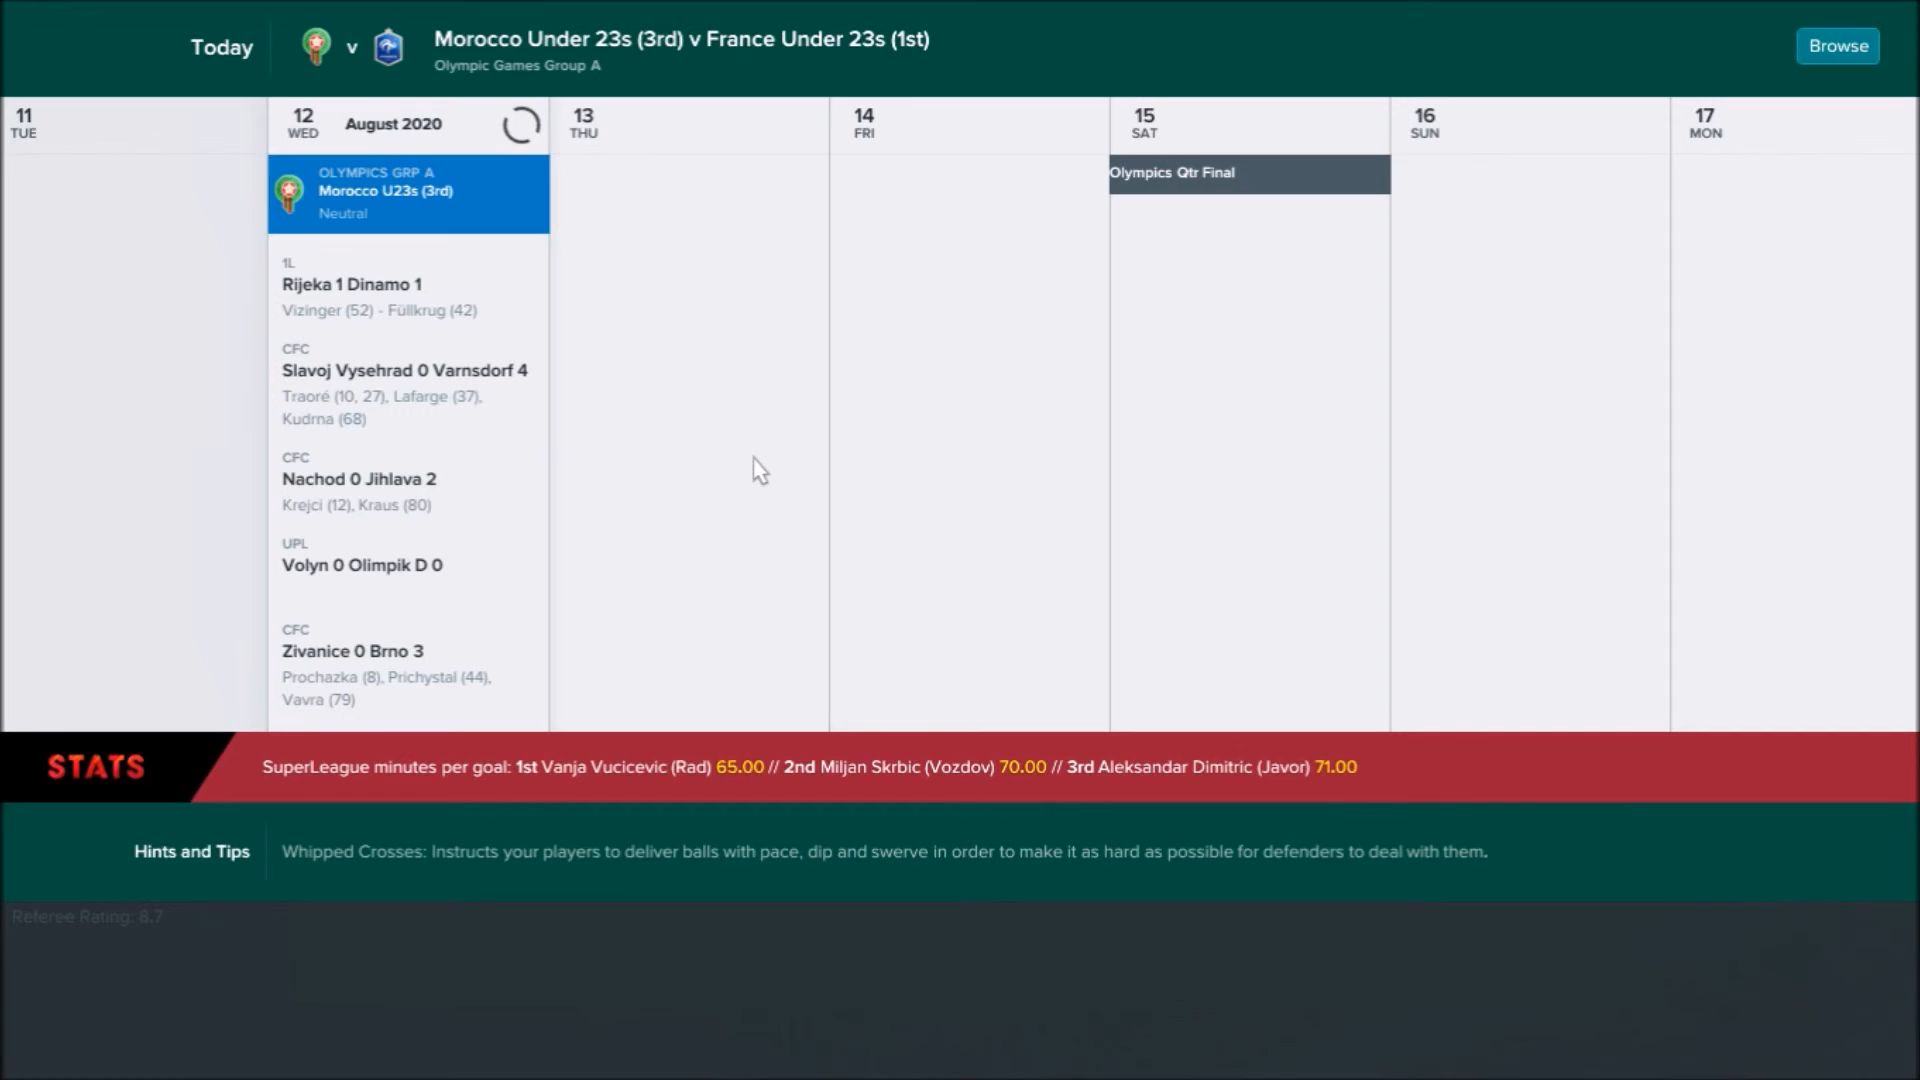 Today
v
Morocco Under 23s (3rd) v France Under 23s (1st)
Olympic Games Group A
Browse
11
TUE
12
WED
August 2020
13
THU
14
FRI
15
SAT
16
SUN
17
MON
OLYMPICS GRP A
Morocco U23s (3rd)
Neutral
Olympics Qtr Final
1L
Rijeka 1 Dinamo 1
Vizinger (52) - Füllkrug (42)
CFC
Slavoj Vysehrad 0 Varnsdorf 4
Traoré (10, 27), Lafarge (37),
Kudrna (68)
CFC
Nachod 0 Jihlava 2
Krejci (12), Kraus (80)
UPL
Volyn 0 Olimpik D 0
CFC
Zivanice 0 Brno 3
Prochazka (8), Prichystal (44),
Vavra (79)
STATS
SuperLeague minutes per goal: 1st Vanja Vucicevic (Rad) 65.00 // 2nd Miljan Skrbic (Vozdov) 70.00 // 3rd Aleksandar Dimitric (Javor) 71.00
Hints and Tips
Whipped Crosses: Instructs your players to deliver balls with pace, dip and swerve in order to make it as hard as possible for defenders to deal with them.
Referee Rating: 8.7